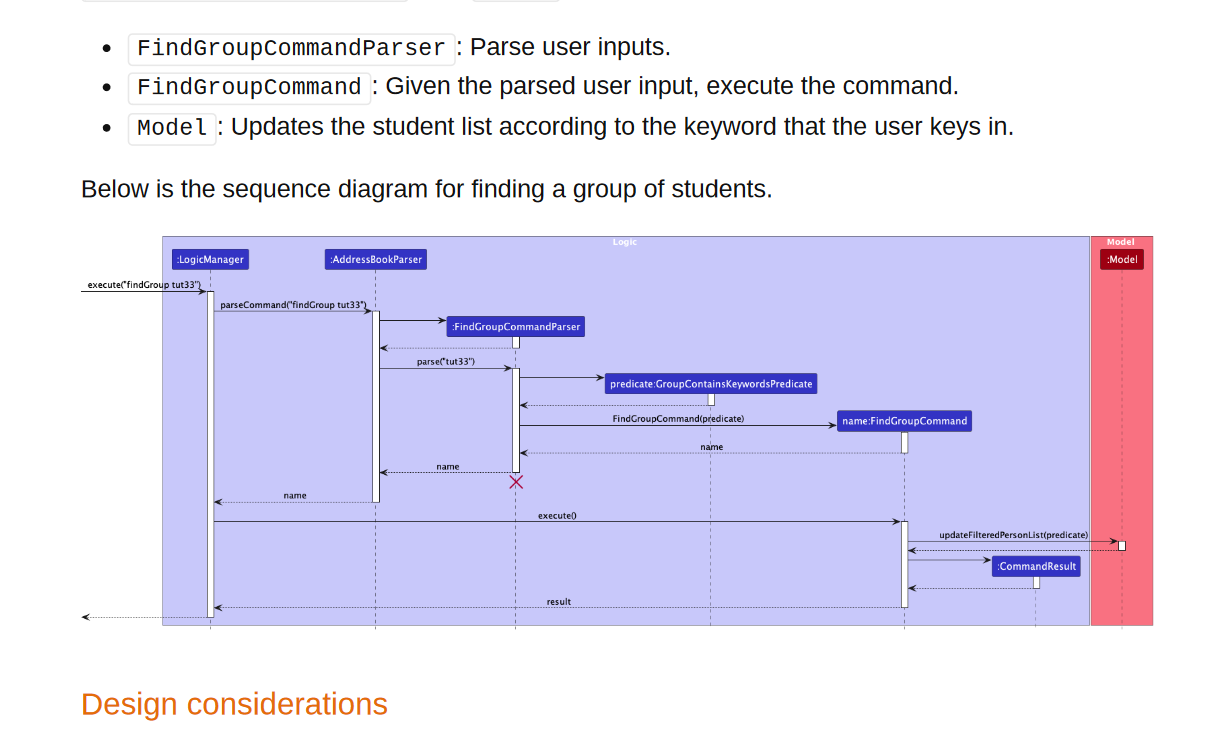 FindGroupCommandParser: Parse user inputs.
FindGroupCommand: Given the parsed user input, execute the command.
Model: Updates the student list according to the keyword that the user keys in.
Below is the sequence diagram for finding a group of students.
Logic
Model
:LogicManager
:AddressBookParser
:Model
execute("findGroup tut33")
parseCommand("findGroup tut33")
:FindGroupCommandParser
parse("tut33")
predicate:GroupContainsKeywordsPredicate
FindGroupCommand(predicate)
name:FindGroupCommand
name
name
name
execute()
updateFilteredPersonList(predicate)
:CommandResult
result
Design considerations